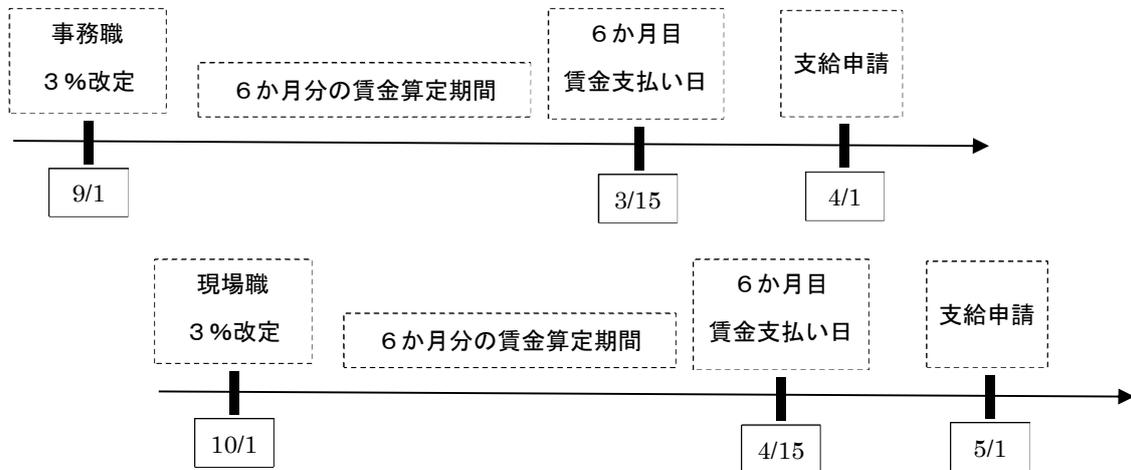 事務職
３％改定
６か月分の賃金算定期間
６か月目
賃金支払い日
支給申請
9/1
3/15
4/1
現場職
３％改定
６か月分の賃金算定期間
６か月目
賃金支払い日
支給申請
10/1
4/15
5/1